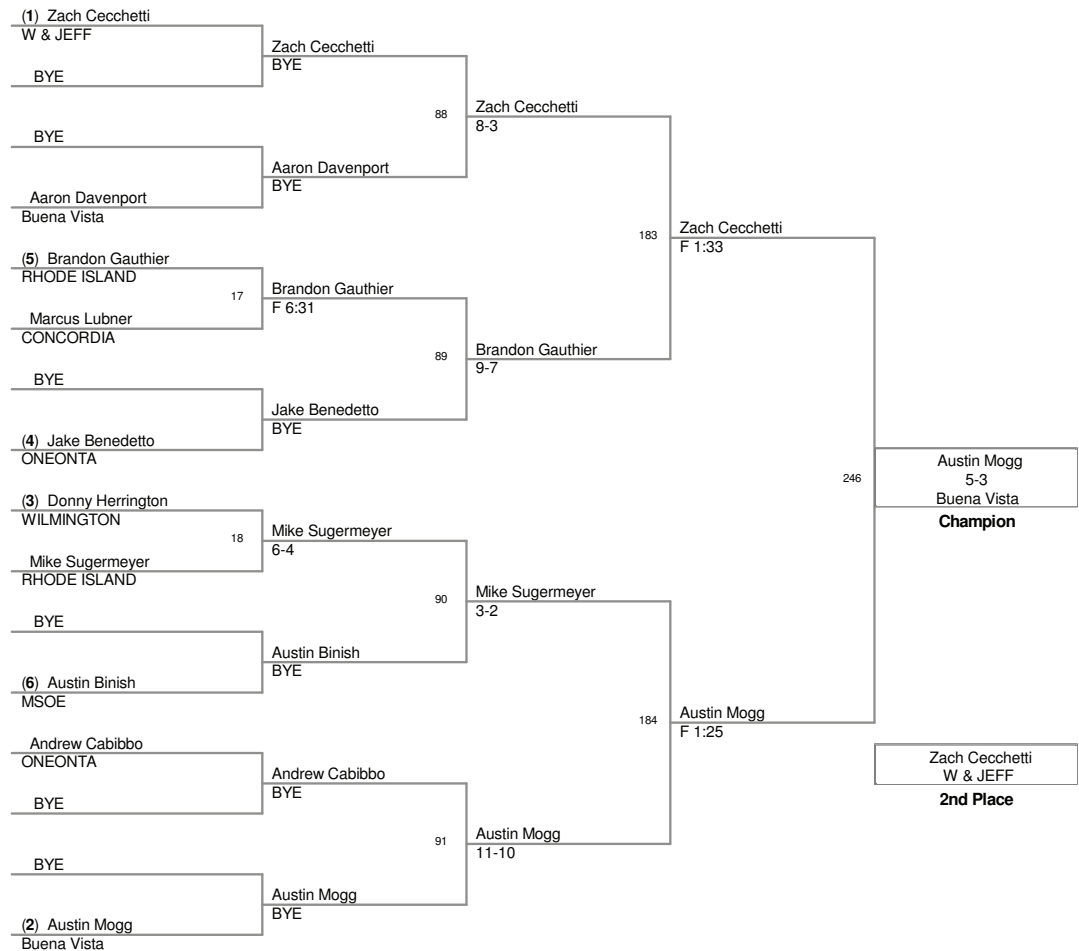 (1) Zach Cecchetti
W & JEFF
BYE
BYE
Aaron Davenport
Buena Vista
(5) Brandon Gauthier
RHODE ISLAND
Marcus Lubner
CONCORDIA
BYE
(4) Jake Benedetto
ONEONTA
(3) Donny Herrington
WILMINGTON
Mike Sugermeyer
RHODE ISLAND
BYE
(6) Austin Binish
MSOE
Andrew Cabibbo
ONEONTA
BYE
BYE
(2) Austin Mogg
Buena Vista
17
18
Zach Cecchetti
BYE
Aaron Davenport
BYE
Brandon Gauthier
F 6:31
Jake Benedetto
BYE
Mike Sugermeyer
6-4
Austin Binish
BYE
Andrew Cabibbo
BYE
Austin Mogg
BYE
88
89
90
91
Zach Cecchetti
8-3
Brandon Gauthier
9-7
Mike Sugermeyer
3-2
Austin Mogg
11-10
183
184
Zach Cecchetti
F 1:33
Austin Mogg
F 1:25
246
Austin Mogg
5-3
Buena Vista
Champion
Zach Cecchetti
W & JEFF
2nd Place